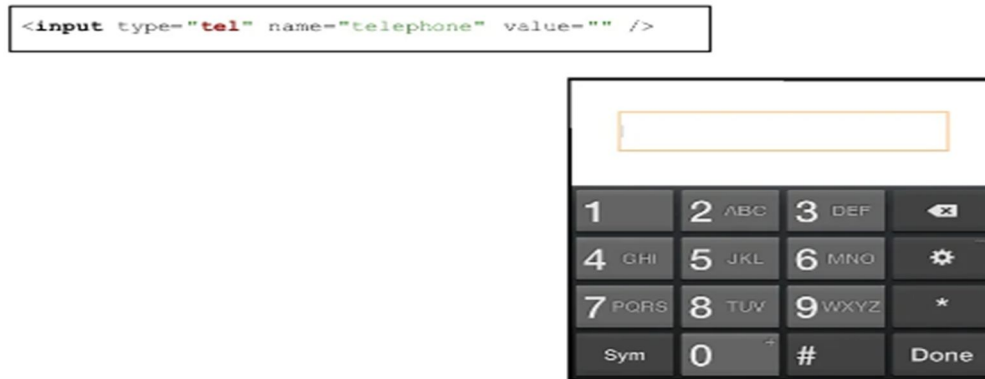 <input type="tel" name="telephone" value="" />
1 2 ABC 3 DEF
4 GHI 5 JKL 6 MNO
7 PQRS 8 TUV 9 WXYZ *
Sym 0 + # Done